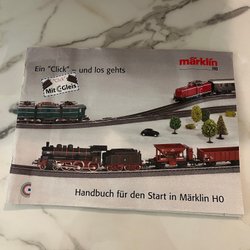 Ein "Click" – und los gehts
märklin
H0
Mit C Gleis
Handbuch für den Start in Märklin H0